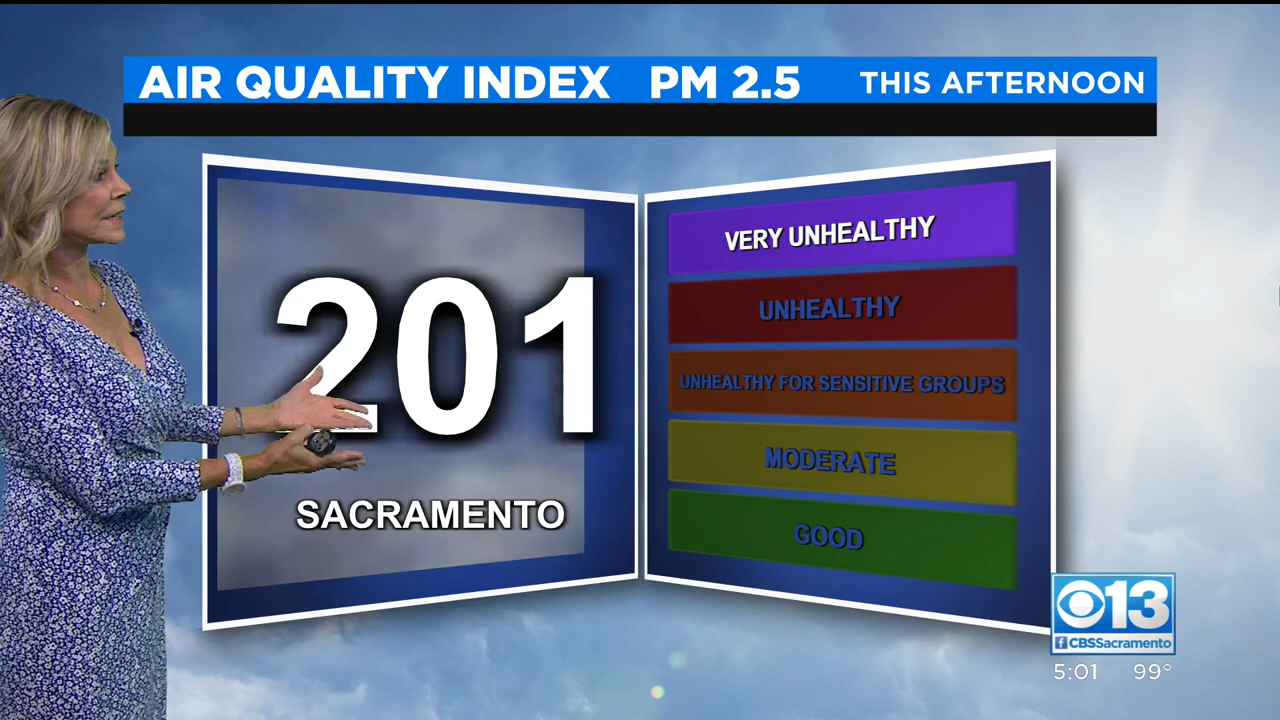 AIR QUALITY INDEX PM 2.5 THIS AFTERNOON
201
SACRAMENTO
VERY UNHEALTHY
UNHEALTHY
UNHEALTHY FOR SENSITIVE GROUPS
MODERATE
GOOD
13
f CBSSacramento
5:01 99°